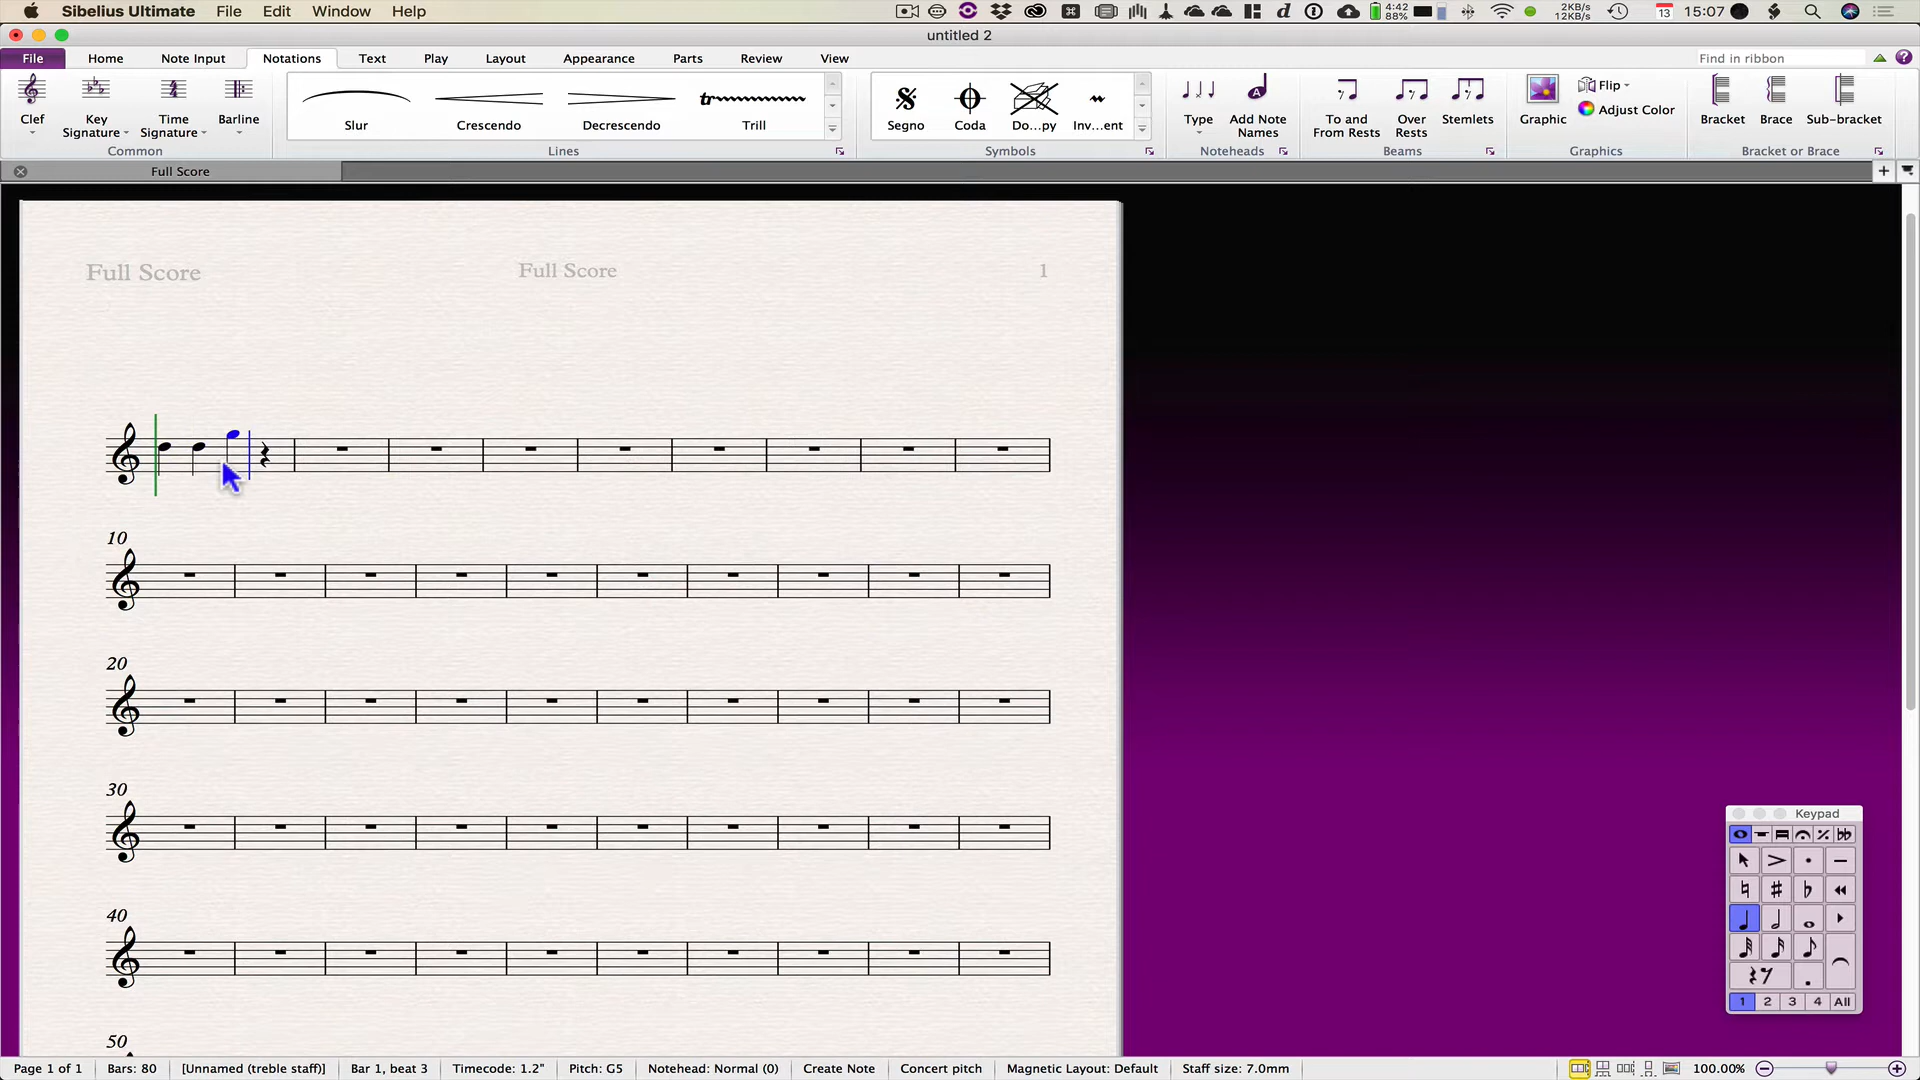 Sibelius Ultimate File Edit Window Help 4:42 88% 2KB/s 12KB/s 13 15:07
untitled 2
File Home Note Input Notations Text Play Layout Appearance Parts Review View Find in ribbon
Clef Key Signature Time Signature Barline Slur Crescendo Decrescendo Trill Segno Coda Do...py Inv...ent Type Add Note Names To and From Rests Over Rests Stemlets Graphic Flip Adjust Color Bracket Brace Sub-bracket
Common Lines Symbols Noteheads Beams Graphics Bracket or Brace
Full Score
Full Score Full Score 1
10
20
30
Keypad
40
1 2 3 4 All
50
Page 1 of 1 Bars: 80 [Unnamed (treble staff)] Bar 1, beat 3 Timecode: 1.2" Pitch: G5 Notehead: Normal (0) Create Note Concert pitch Magnetic Layout: Default Staff size: 7.0mm 100.00%